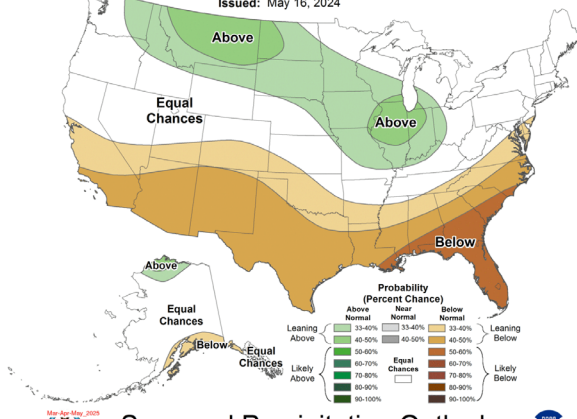 Issued: May 16, 2024
Above
Equal
Chances
Above
Below
Above
Equal
Chances
Below
Equal
Chances
Probability
(Percent Chance)
Above
Normal
Near
Normal
Below
Normal
Leaning
Above
33-40%
40-50%
50-60%
60-70%
70-80%
80-90%
90-100%
Likely
Above
33-40%
40-50%
Equal
Chances
33-40%
40-50%
50-60%
60-70%
70-80%
80-90%
90-100%
Leaning
Below
Likely
Below
Mar-Apr-May_2025